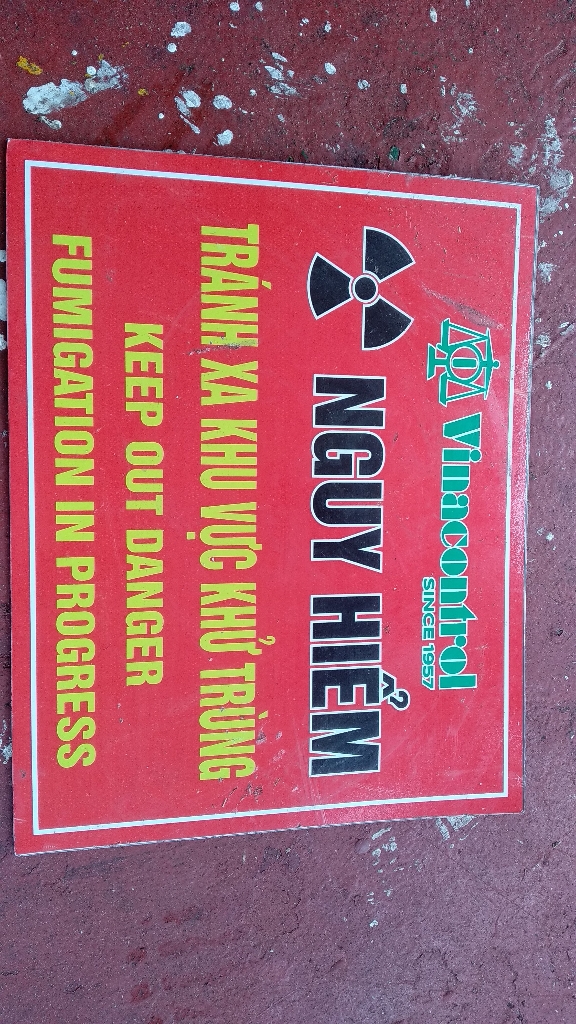 Vinacontrol
SINCE 1957
NGUY HIỂM
TRÁNH XA KHU VỰC KHỬ TRÙNG
KEEP OUT DANGER
FUMIGATION IN PROGRESS